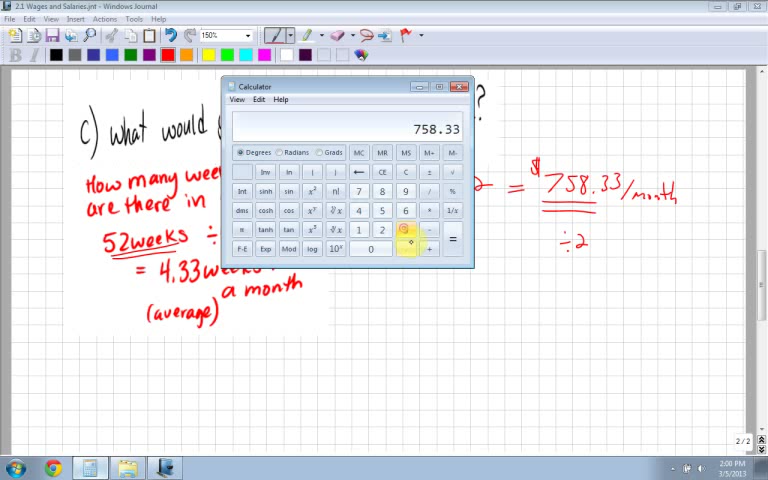 2.1 Wages and Salaries.jnt - Windows Journal
File Edit View Insert Actions Tools Help
150%
B I
Calculator
View Edit Help
758.33
Degrees Radians Grads MC MR MS M+ M-
Inv ln ( ) ← CE C ± √
Int sinh sin x² n! 7 8 9 / %
dms cosh cos 4 5 6 * 1/x
π tanh tan x³ 1 2 3 - =
F-E Exp Mod log 10ˣ 0 +
c) what would ?
How many wee
are there in
52weeks ÷
= 4.33weeks
a month
(average)
2 = $758.33/month
÷2
2 / 2
2:00 PM
3/5/2013